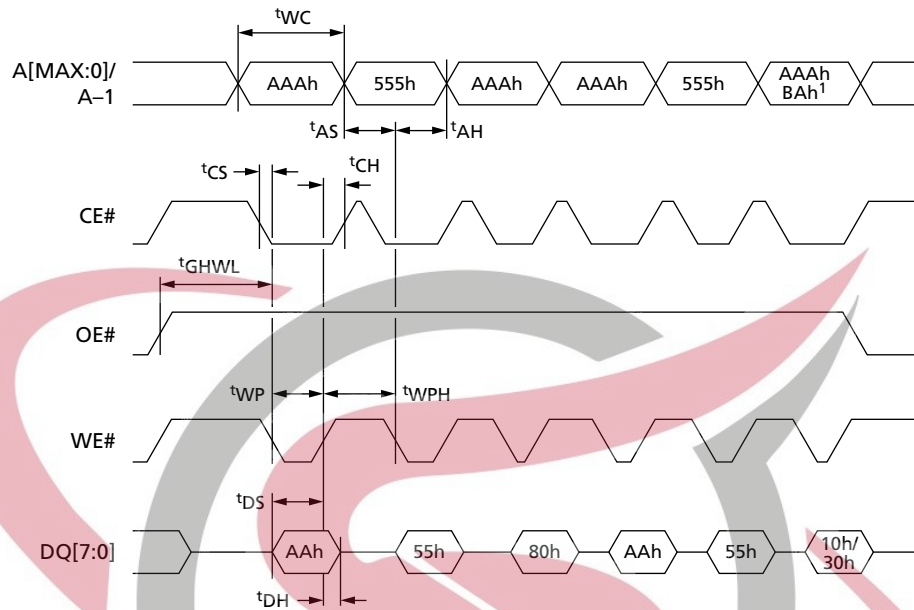 tWC
A[MAX:0]/
A–1
AAAh 555h AAAh AAAh 555h AAAh
BAh1
tAS tAH
tCS tCH
CE#
tGHWL
OE#
tWP tWPH
WE#
tDS
DQ[7:0]
AAh 55h 80h AAh 55h 10h/
30h
tDH